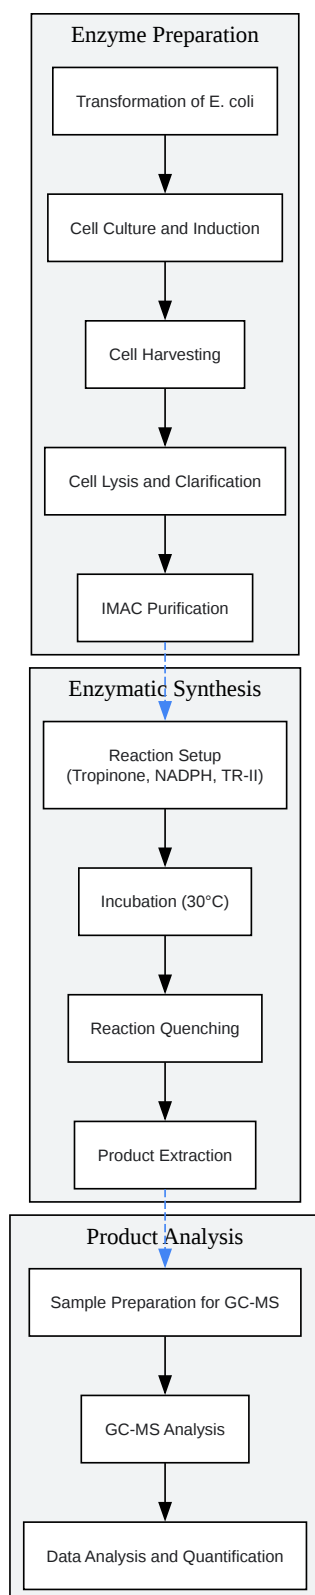 Enzyme Preparation
Transformation of E. coli
Cell Culture and Induction
Cell Harvesting
Cell Lysis and Clarification
IMAC Purification
Enzymatic Synthesis
Reaction Setup
(Tropinone, NADPH, TR-II)
Incubation (30°C)
Reaction Quenching
Product Extraction
Product Analysis
Sample Preparation for GC-MS
GC-MS Analysis
Data Analysis and Quantification